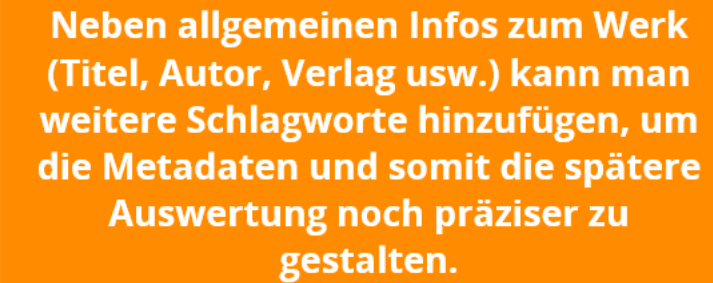 Neben allgemeinen Infos zum Werk
(Titel, Autor, Verlag usw.) kann man
weitere Schlagworte hinzufügen, um
die Metadaten und somit die spätere
Auswertung noch präziser zu
gestalten.